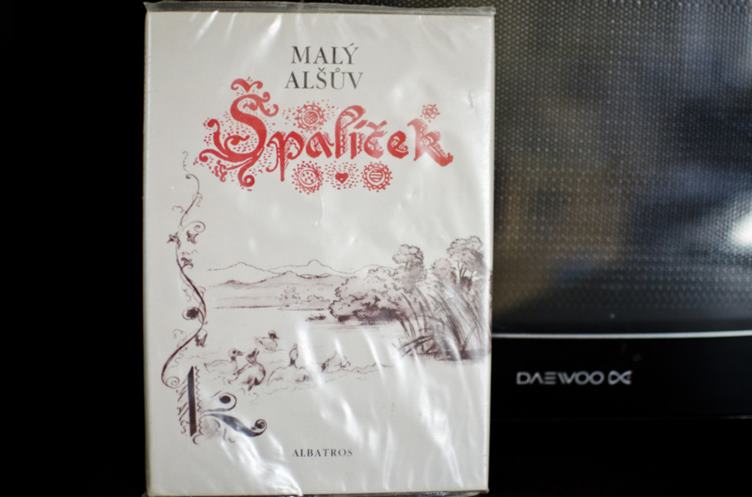 MALÝ
ALŠŮV
Špalíček
K
ALBATROS
DAEWOO